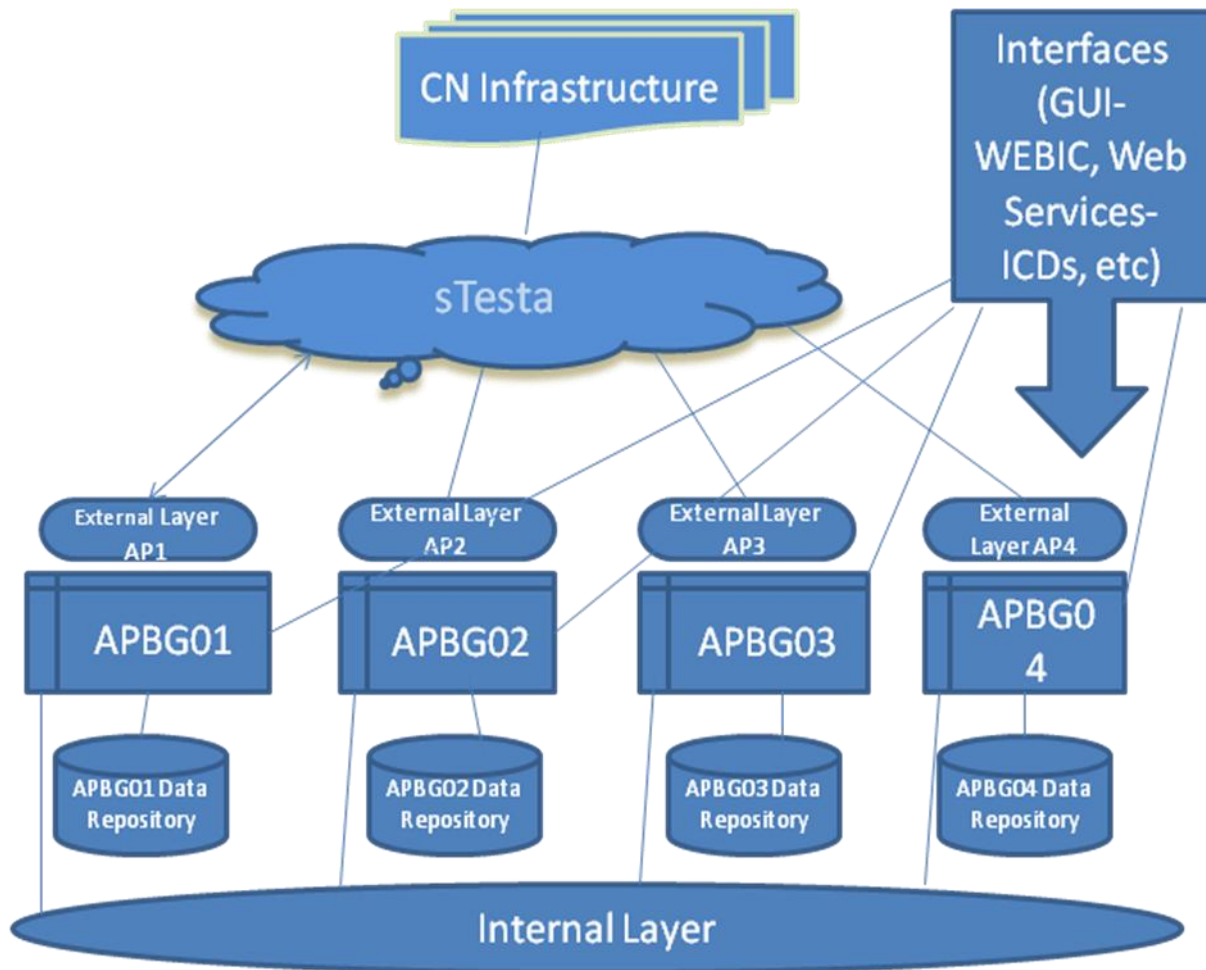 CN Infrastructure
Interfaces
(GUI-
WEBIC, Web
Services-
ICDs, etc)
sTesta
External Layer
AP1
External Layer
AP2
External Layer
AP3
External
Layer AP4
APBG01
APBG02
APBG03
APBG0
4
APBG01 Data
Repository
APBG02 Data
Repository
APBG03 Data
Repository
APBG04 Data
Repository
Internal Layer